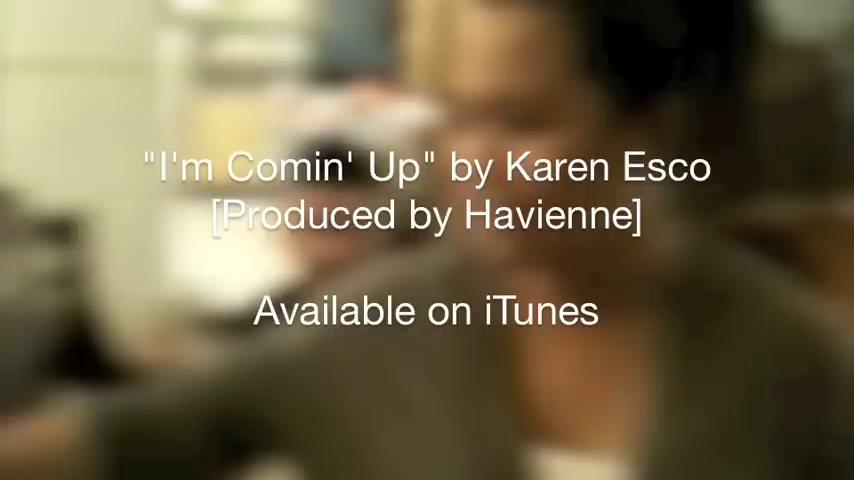 "I'm Comin' Up" by Karen Esco
[Produced by Havienne]
Available on iTunes